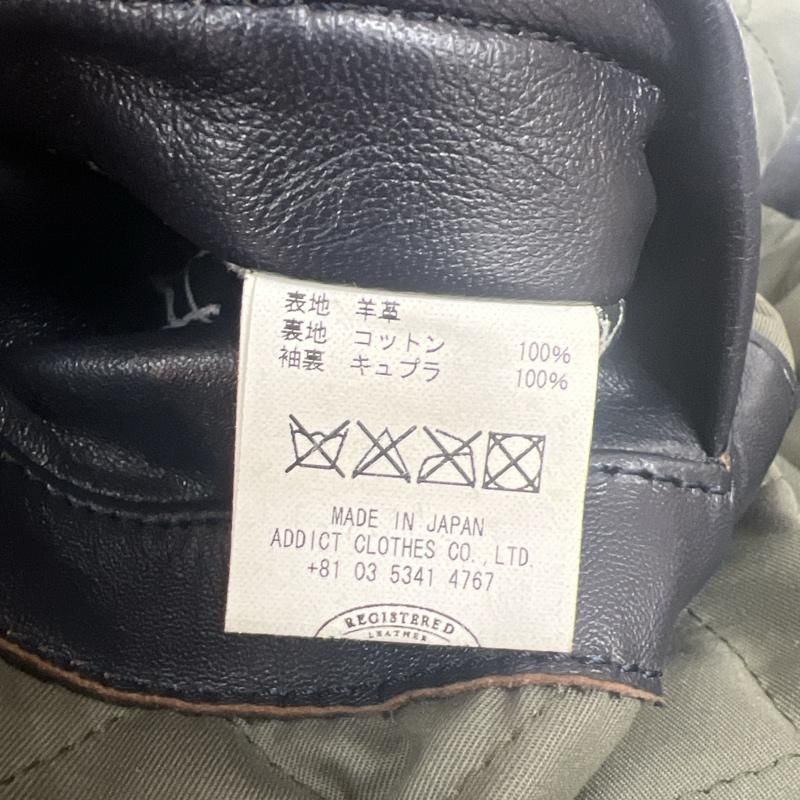 表地 羊革
裏地 コットン 100%
袖裏 キュプラ 100%
MADE IN JAPAN
ADDICT CLOTHES CO.,LTD.
+81 03 5341 4767
REGISTERED
LEATHER